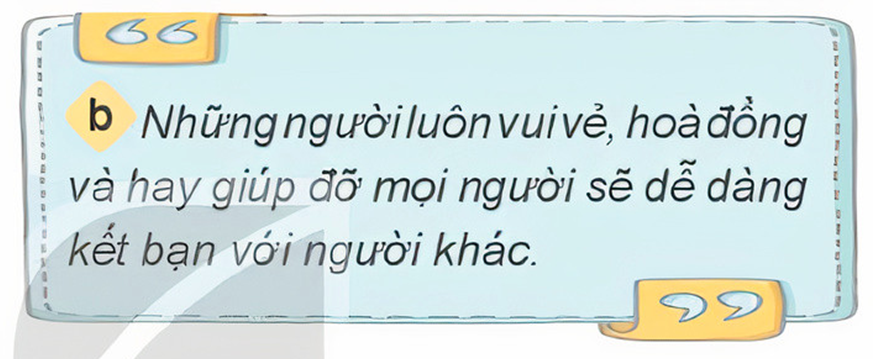 b Những người luôn vui vẻ, hoà đồng
và hay giúp đỡ mọi người sẽ dễ dàng
kết bạn với người khác.